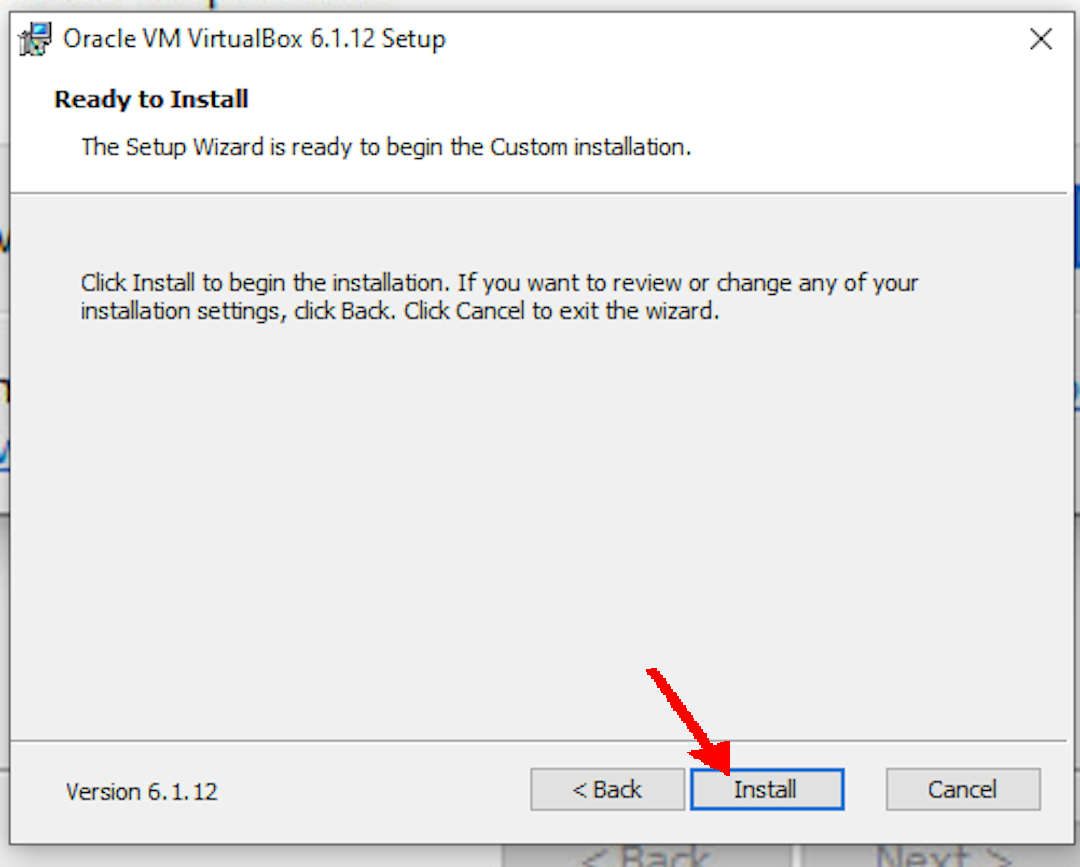 Oracle VM VirtualBox 6.1.12 Setup
Ready to Install
The Setup Wizard is ready to begin the Custom installation.
Click Install to begin the installation. If you want to review or change any of your
installation settings, click Back. Click Cancel to exit the wizard.
Version 6.1.12
< Back
Install
Cancel
< Back
Next >